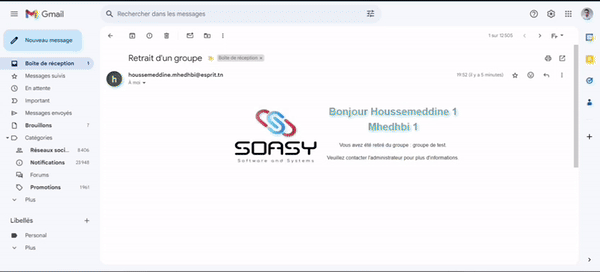 Gmail
Rechercher dans les messages
Nouveau message
Boîte de réception 1
Messages suivis
En attente
Important
Messages envoyés
Brouillons 7
Catégories
Réseaux soci... 8 406
Notifications 23 948
Forums
Promotions 1 961
Plus
Libellés
Personal
Plus
1 sur 12 505
Retrait d'un groupe
Boîte de réception
h
houssemeddine.mhedhbi@esprit.tn
19:52 (il y a 5 minutes)
À moi
SOASY
Software and Systems
Bonjour Houssemeddine 1
Mhedhbi 1
Vous avez été retiré du groupe : groupe de test
Veuillez contacter l'administrateur pour plus d'informations